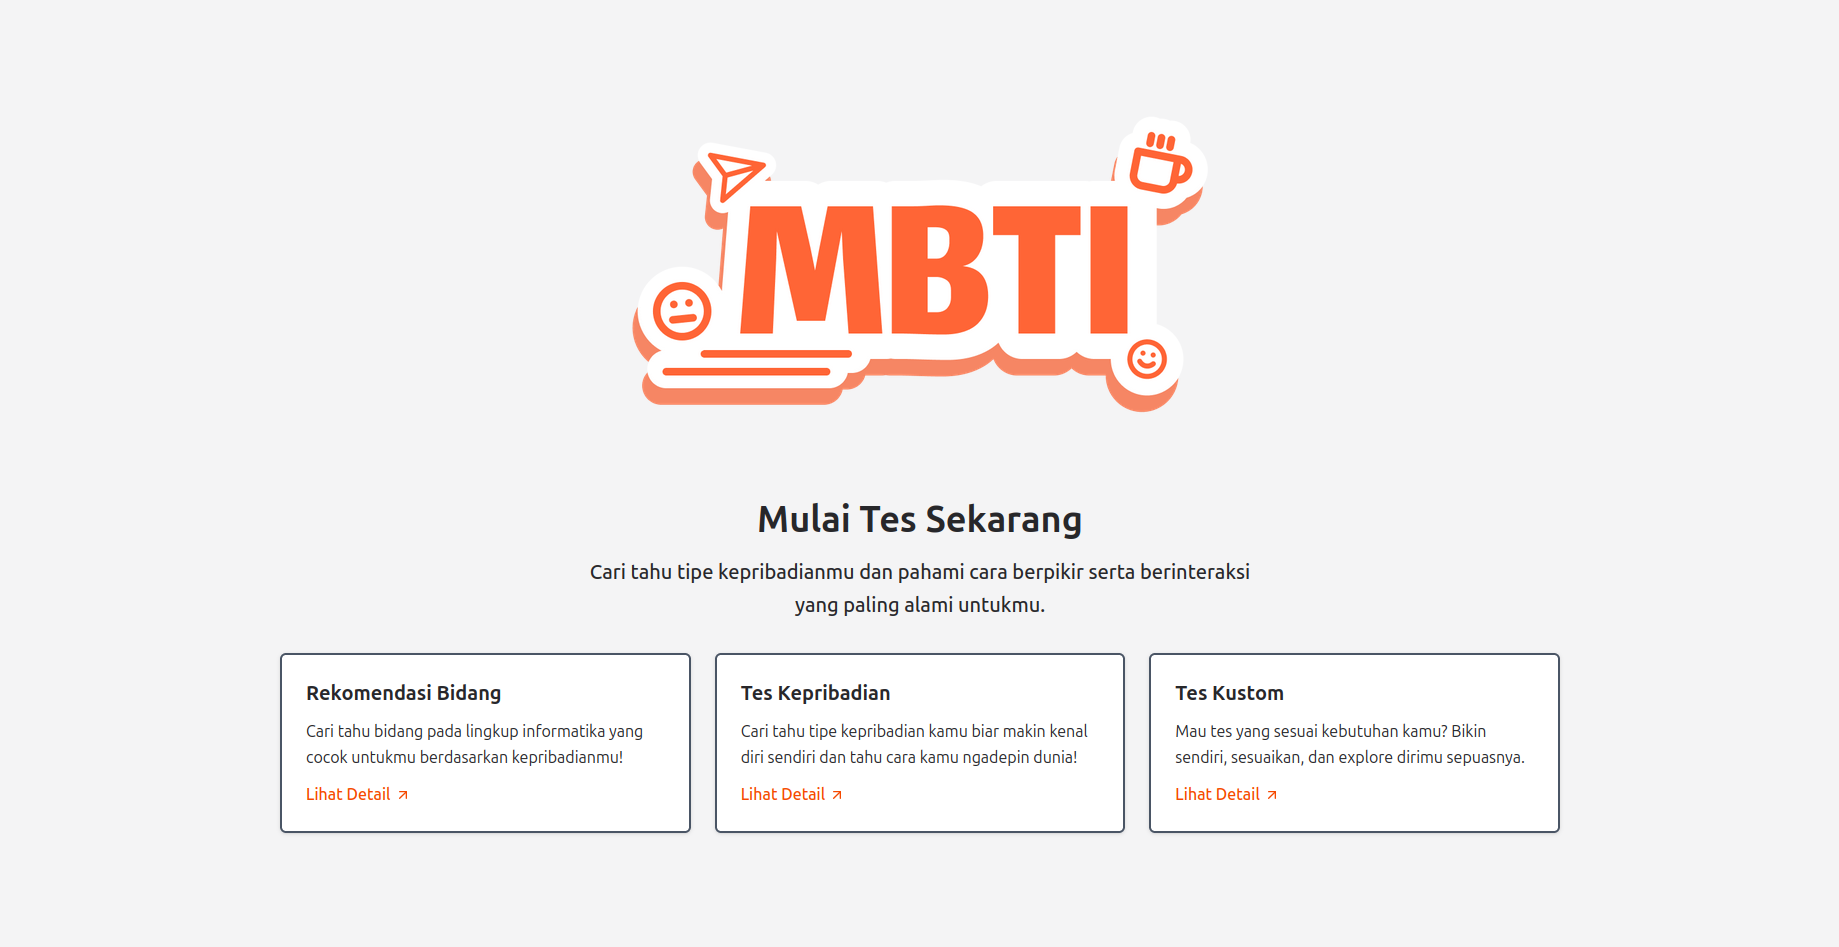 MBTI
Mulai Tes Sekarang
Cari tahu tipe kepribadianmu dan pahami cara berpikir serta berinteraksi
yang paling alami untukmu.
Rekomendasi Bidang
Cari tahu bidang pada lingkup informatika yang
cocok untukmu berdasarkan kepribadianmu!
Lihat Detail
Tes Kepribadian
Cari tahu tipe kepribadian kamu biar makin kenal
diri sendiri dan tahu cara kamu ngadepin dunia!
Lihat Detail
Tes Kustom
Mau tes yang sesuai kebutuhan kamu? Bikin
sendiri, sesuaikan, dan explore dirimu sepuasnya.
Lihat Detail